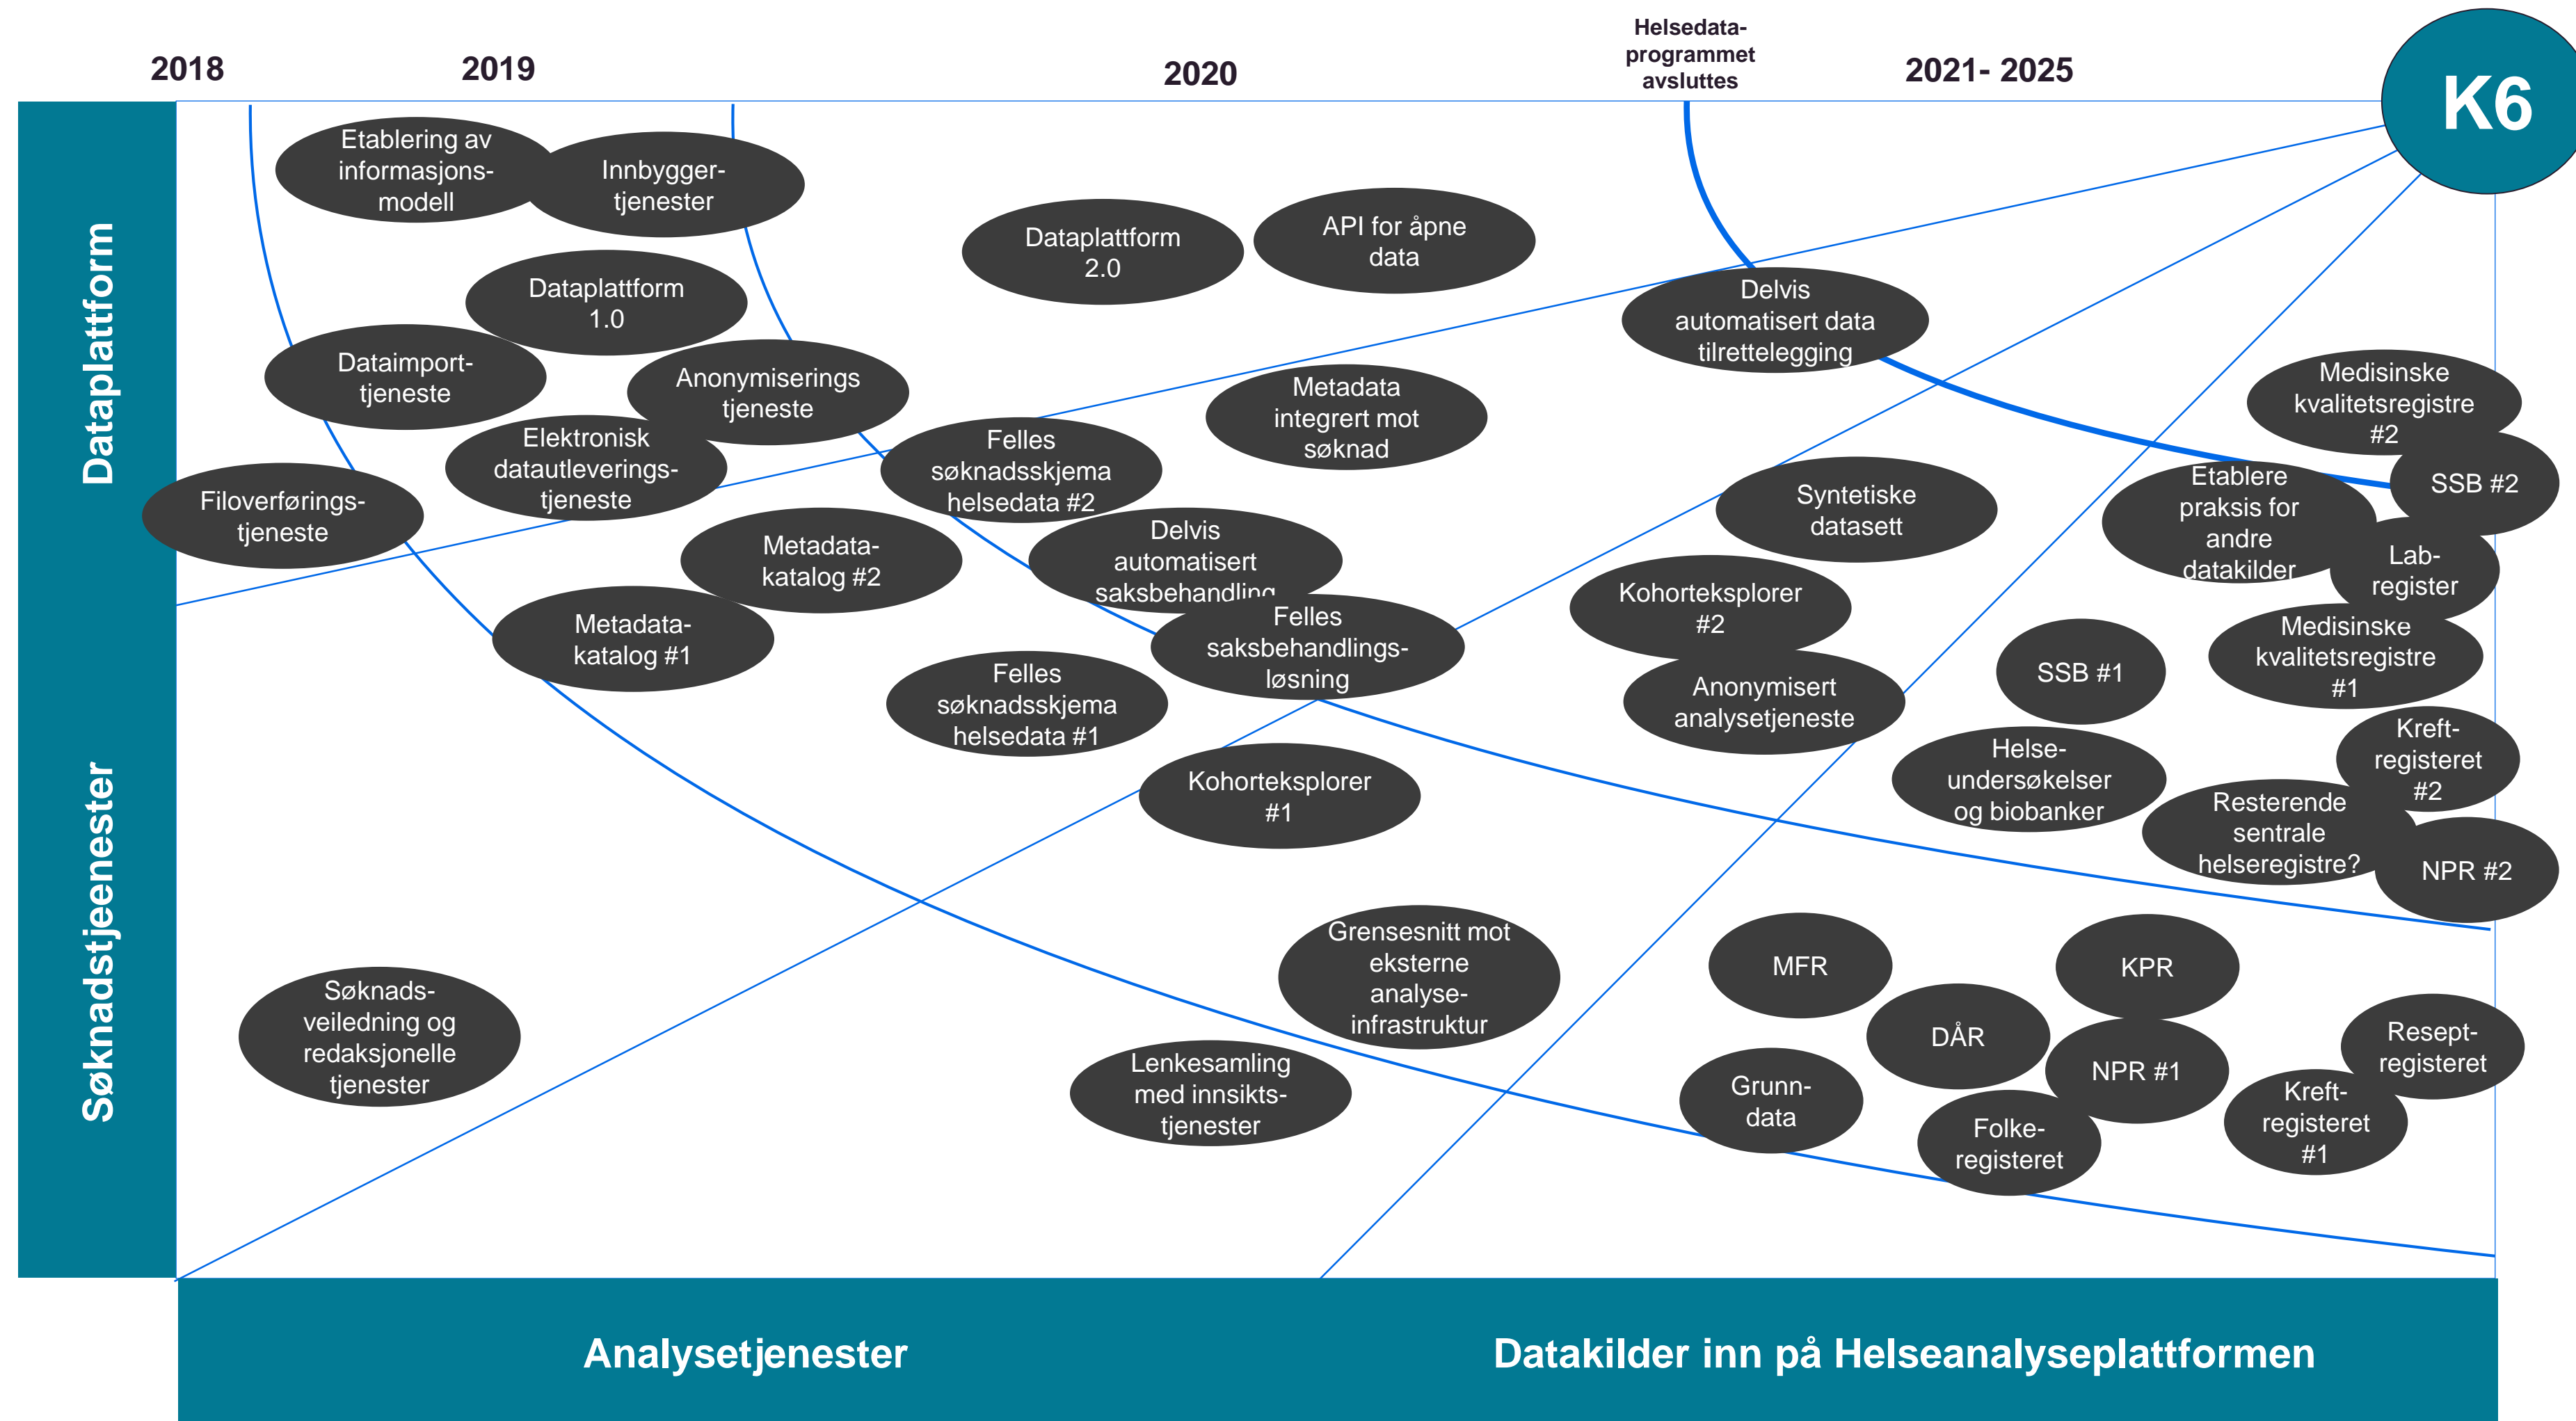 2018
2019
2020
Helsedata-
programmet
avsluttes
2021- 2025
K6
Dataplattform
Søknadstjeenester
Etablering av
informasjons-
modell
Innbygger-
tjenester
Dataplattform
1.0
Dataimport-
tjeneste
Anonymiserings
tjeneste
Elektronisk
datautleverings-
tjeneste
Filoverførings-
tjeneste
Dataplattform
2.0
API for åpne
data
Delvis
automatisert data
tilrettelegging
Metadata
integrert mot
søknad
Felles
søknadsskjema
helsedata #2
Metadata-
katalog #2
Metadata-
katalog #1
Delvis
automatisert
saksbehandling
Felles
saksbehandlings-
løsning
Felles
søknadsskjema
helsedata #1
Søknads-
veiledning og
redaksjonelle
tjenester
Syntetiske
datasett
Kohorteksplorer
#2
Anonymisert
analysetjeneste
Kohorteksplorer
#1
Grensesnitt mot
eksterne
analyse-
infrastruktur
Lenkesamling
med innsikts-
tjenester
Medisinske
kvalitetsregistre
#2
SSB #2
Etablere
praksis for
andre
datakilder
Lab-
register
Medisinske
kvalitetsregistre
#1
SSB #1
Helse-
undersøkelser
og biobanker
Kreft-
registeret
#2
Resterende
sentrale
helseregistre?
NPR #2
MFR
KPR
DÅR
NPR #1
Grunn-
data
Folke-
registeret
Resept-
registeret
Kreft-
registeret
#1
Analysetjenester
Datakilder inn på Helseanalyseplattformen